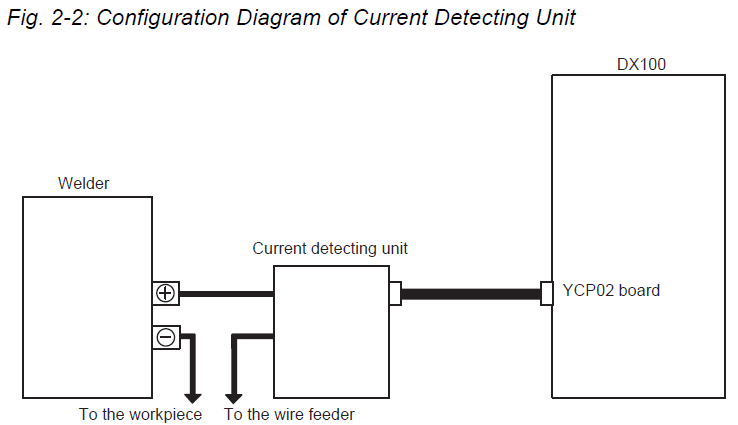 Fig. 2-2: Configuration Diagram of Current Detecting Unit
DX100
Welder
Current detecting unit
+
YCP02 board
−
To the workpiece
To the wire feeder